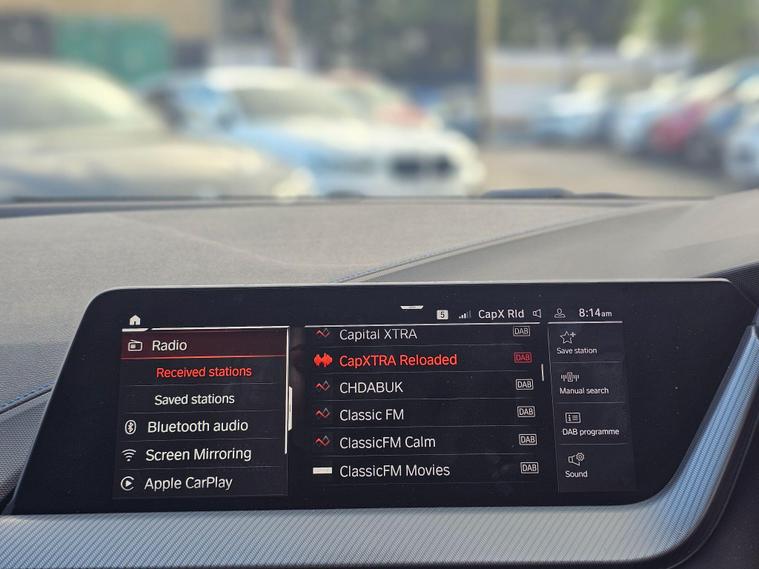 5 CapX Rld 8:14am
Radio
Received stations
Saved stations
Bluetooth audio
Screen Mirroring
Apple CarPlay
Capital XTRA DAB
CapXTRA Reloaded DAB
CHDABUK DAB
Classic FM DAB
ClassicFM Calm DAB
ClassicFM Movies DAB
Save station
Manual search
DAB programme
Sound